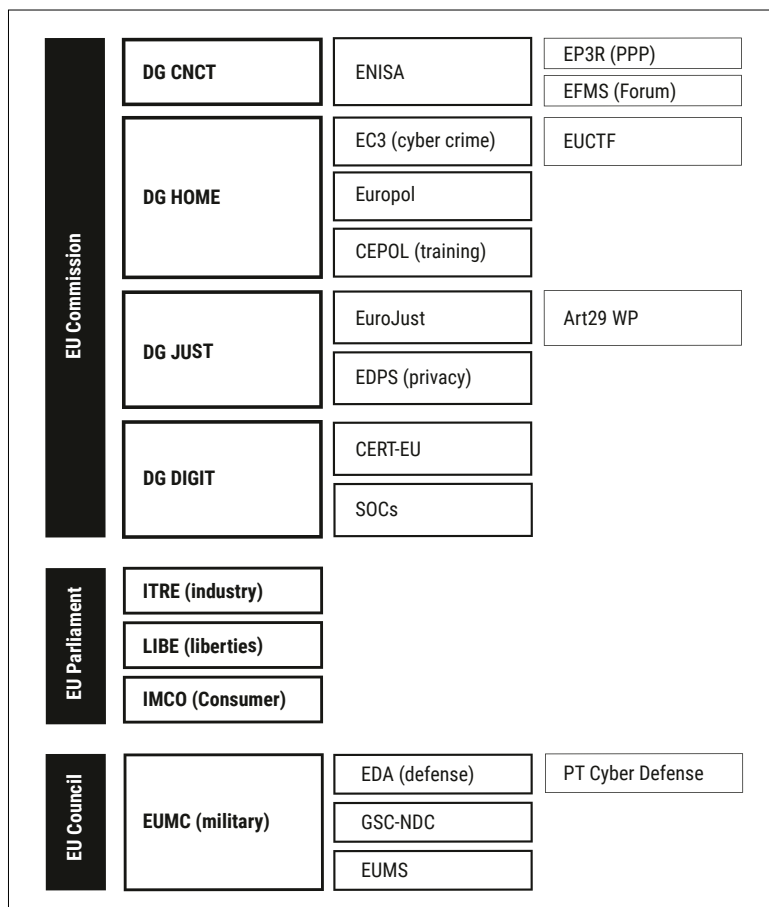 EU Commission
DG CNCT
ENISA
EP3R (PPP)
EFMS (Forum)
DG HOME
EC3 (cyber crime)
EUCTF
Europol
CEPOL (training)
DG JUST
EuroJust
Art29 WP
EDPS (privacy)
DG DIGIT
CERT-EU
SOCs
EU Parliament
ITRE (industry)
LIBE (liberties)
IMCO (Consumer)
EU Council
EUMC (military)
EDA (defense)
PT Cyber Defense
GSC-NDC
EUMS